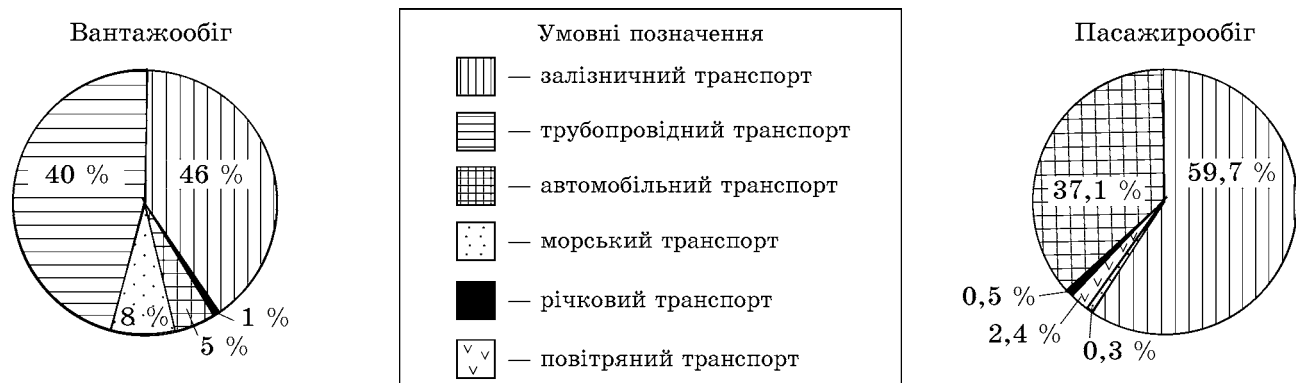 Вантажообіг
40 %
46 %
8 %
1 %
5 %
Умовні позначення
— залізничний транспорт
— трубопровідний транспорт
— автомобільний транспорт
— морський транспорт
— річковий транспорт
— повітряний транспорт
Пасажирообіг
59,7 %
37,1 %
0,5 %
2,4 %
0,3 %